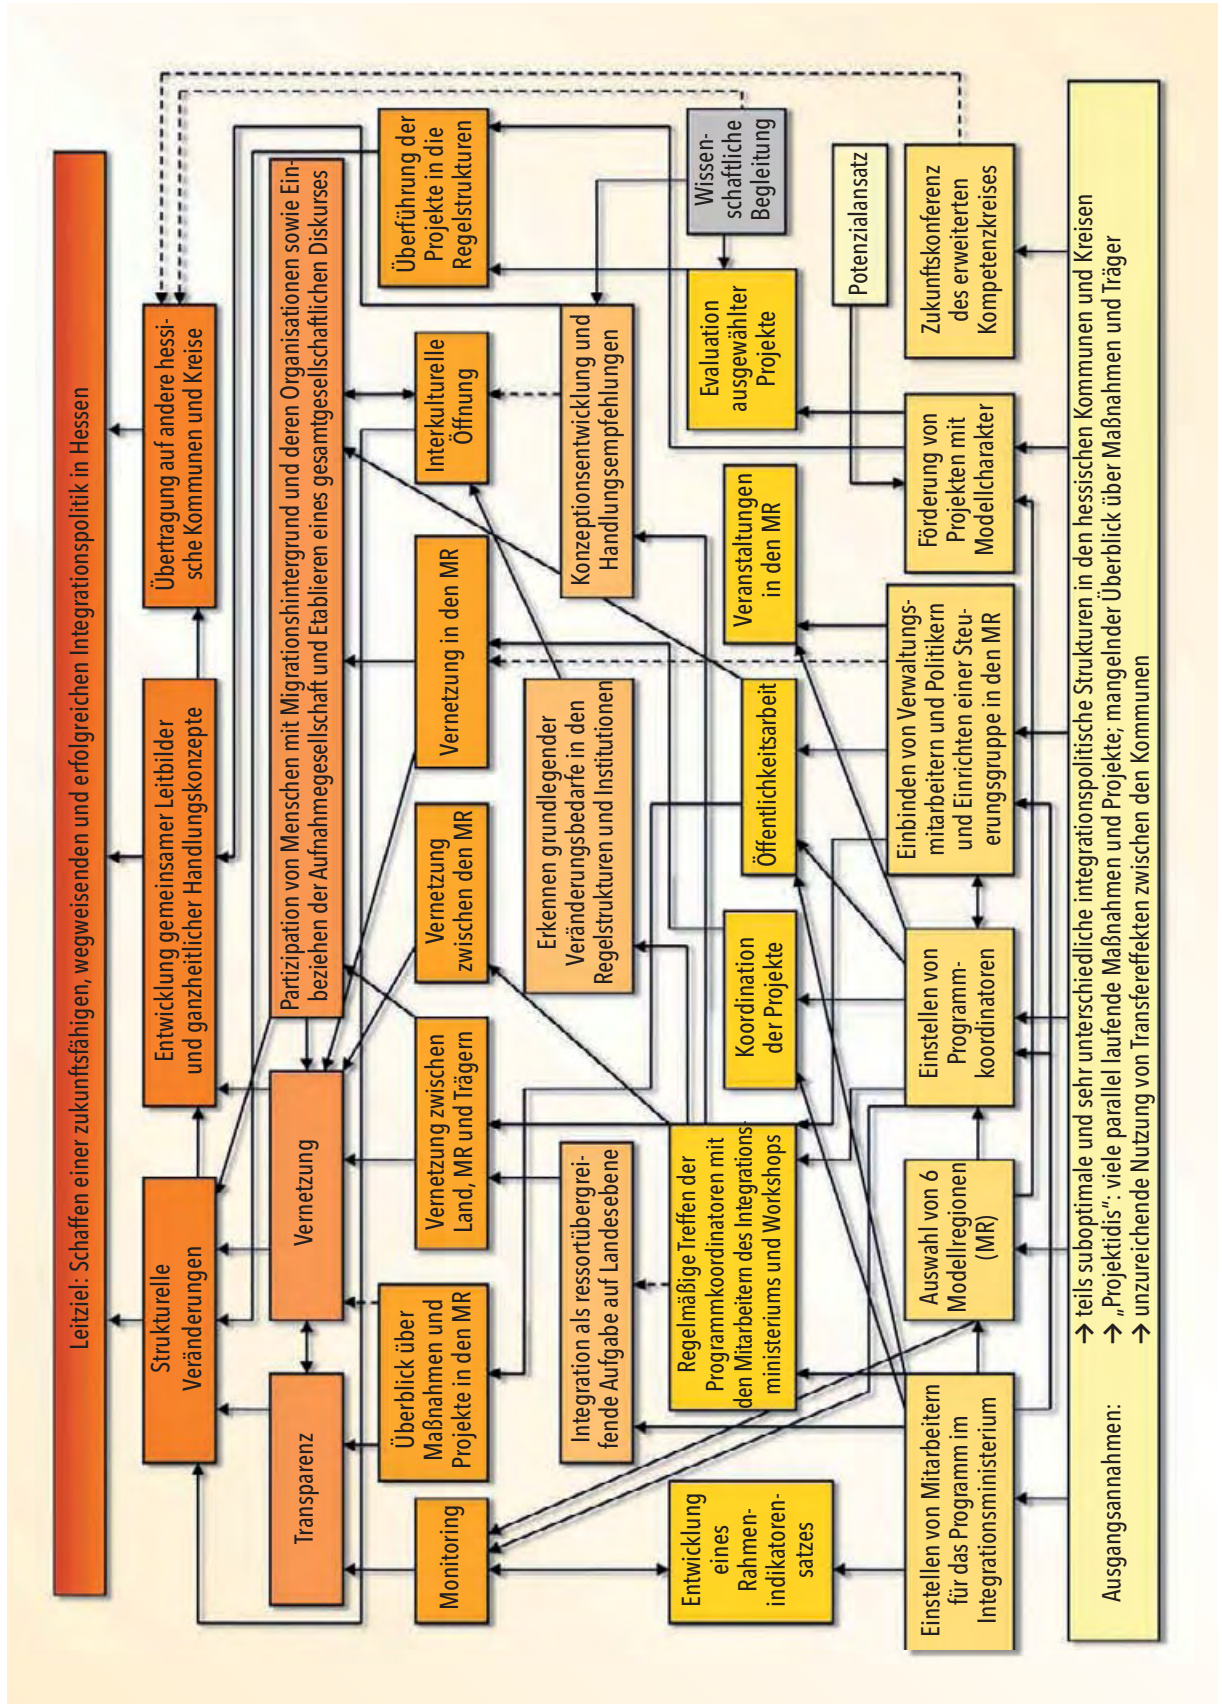 Leitziel: Schaffen einer zukunftsfähigen, wegweisenden und erfolgreichen Integrationspolitik in Hessen
Strukturelle
Veränderungen
Entwicklung gemeinsamer Leitbilder
und ganzheitlicher Handlungskonzepte
Übertragung auf andere hessi-
sche Kommunen und Kreise
Transparenz
Vernetzung
Partizipation von Menschen mit Migrationshintergrund und deren Organisationen sowie Ein-
beziehen der Aufnahmegesellschaft und Etablieren eines gesamtgesellschaftlichen Diskurses
Monitoring
Überblick über
Maßnahmen und
Projekte in den MR
Vernetzung zwischen
Land, MR und Trägern
Vernetzung
zwischen den MR
Vernetzung in den MR
Interkulturelle
Öffnung
Überführung der
Projekte in die
Regelstrukturen
Integration als ressortübergrei-
fende Aufgabe auf Landesebene
Erkennen grundlegender
Veränderungsbedarfe in den
Regelstrukturen und Institutionen
Konzeptionsentwicklung und
Handlungsempfehlungen
Entwicklung
eines
Rahmen-
indikatoren-
satzes
Regelmäßige Treffen der
Programmkoordinatoren mit
den Mitarbeitern des Integrations-
ministeriums und Workshops
Koordination
der Projekte
Öffentlichkeitsarbeit
Veranstaltungen
in den MR
Evaluation
ausgewählter
Projekte
Wissen-
schaftliche
Begleitung
Potenzialansatz
Einstellen von Mitarbeitern
für das Programm im
Integrationsministerium
Auswahl von 6
Modellregionen
(MR)
Einstellen von
Programm-
koordinatoren
Einbinden von Verwaltungs-
mitarbeitern und Politikern
und Einrichten einer Steu-
erungsgruppe in den MR
Förderung von
Projekten mit
Modellcharakter
Zukunftskonferenz
des erweiterten
Kompetenzkreises
Ausgangsannahmen:
→ teils suboptimale und sehr unterschiedliche integrationspolitische Strukturen in den hessischen Kommunen und Kreisen
→ „Projektidis“: viele parallel laufende Maßnahmen und Projekte; mangelnder Überblick über Maßnahmen und Träger
→ unzureichende Nutzung von Transfereffekten zwischen den Kommunen